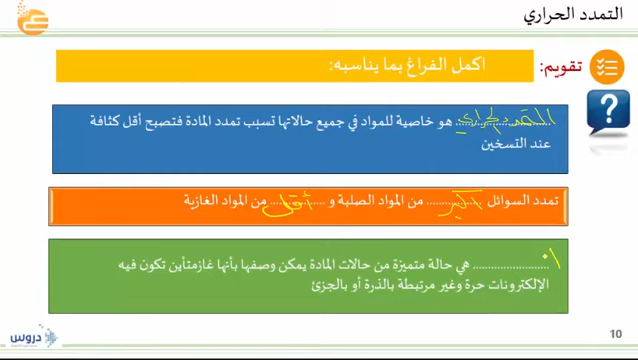 التمدد الحراري
تقويم:
اكمل الفراغ بما يناسبه:
التمدد الحراري هو خاصية للمواد في جميع حالاتها تسبب تمدد المادة فتصبح أقل كثافة
عند التسخين
تمدد السوائل أكبر من المواد الصلبة و أقل من المواد الغازية
.......................... هي حالة متميزة من حالات المادة يمكن وصفها بأنها غازمتأين تكون فيه
الإلكترونات حرة وغير مرتبطة بالذرة أو بالجزئ
دروس
10